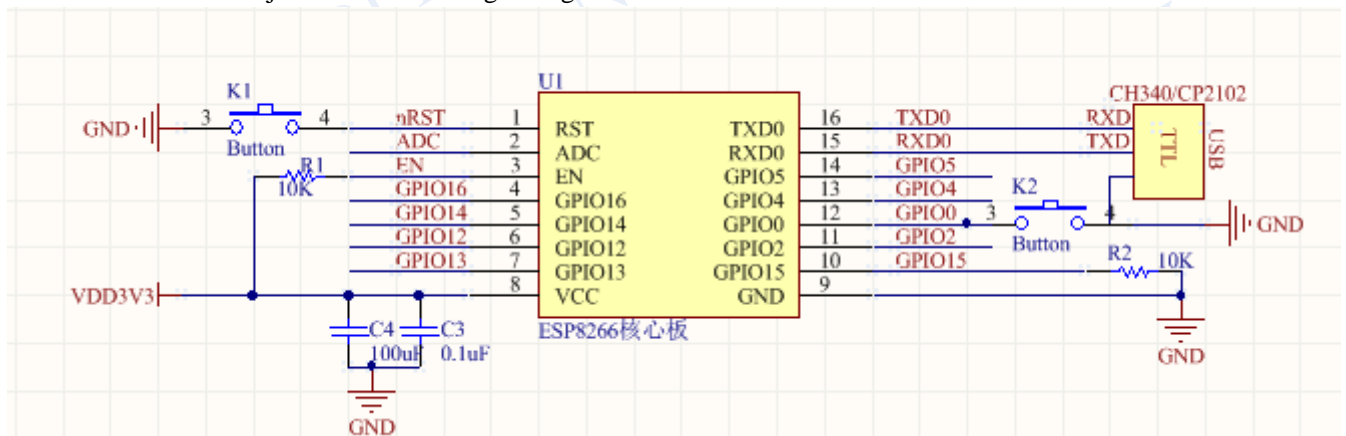 U1
K1
CH340/CP2102
GND
3
4
nRST
1
RST
TXD0
16
TXD0
RXD
Button
ADC
2
ADC
RXD0
15
RXD0
TXD
TTL
USB
R1
10K
EN
3
EN
GPIO5
14
GPIO5
GPIO16
4
GPIO16
GPIO4
13
GPIO4
K2
GPIO14
5
GPIO14
GPIO0
12
GPIO0
3
4
GND
Button
GPIO12
6
GPIO12
GPIO2
11
GPIO2
GPIO13
7
GPIO13
GPIO15
10
GPIO15
R2
10K
VDD3V3
8
VCC
GND
9
ESP8266核心板
C4
100uF
C3
0.1uF
GND
GND